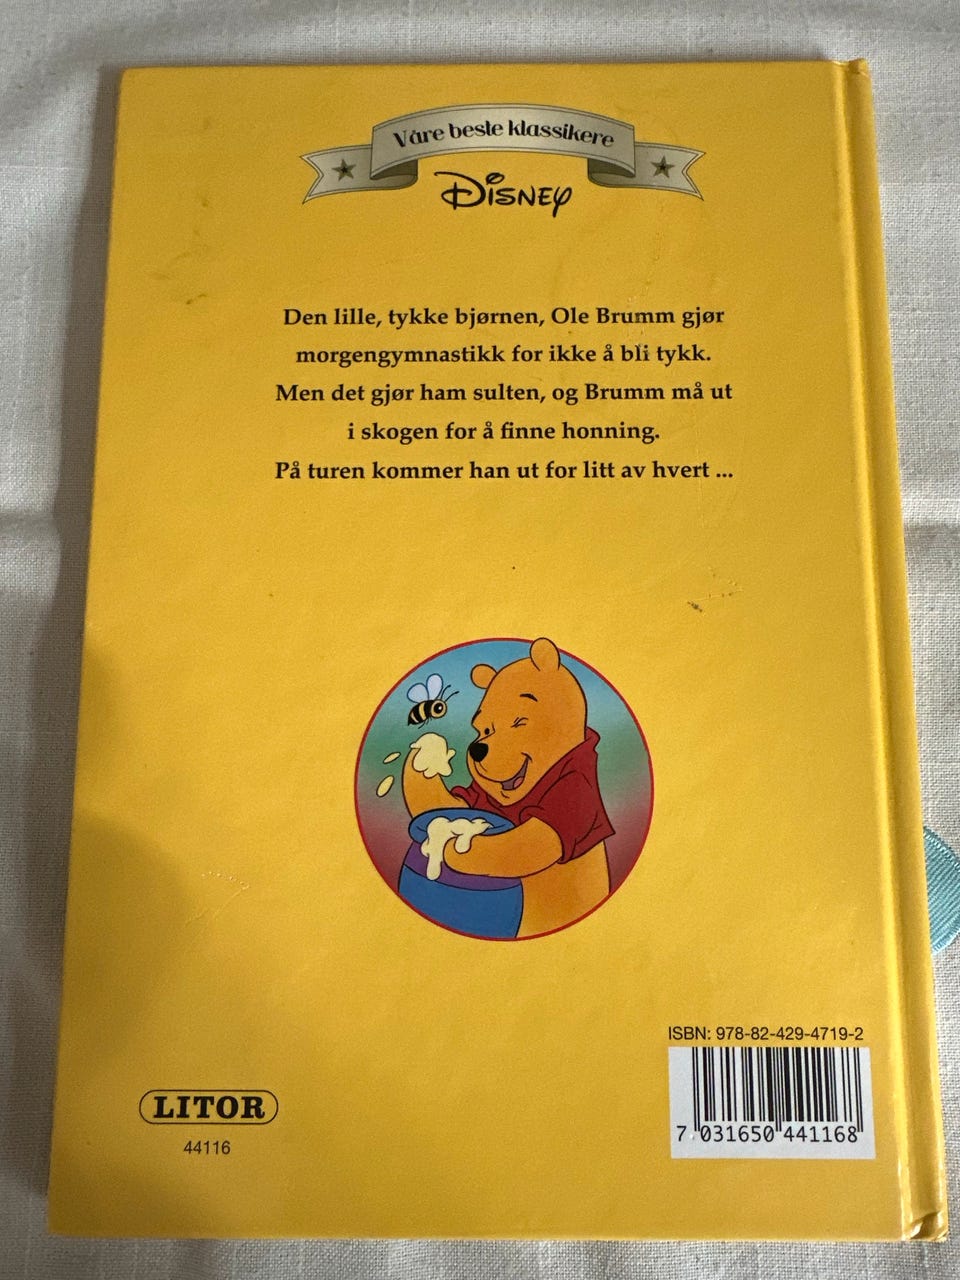 Våre beste klassikere
Disney
Den lille, tykke bjørnen, Ole Brumm gjør
morgengymnastikk for ikke å bli tykk.
Men det gjør ham sulten, og Brumm må ut
i skogen for å finne honning.
På turen kommer han ut for litt av hvert ...
ISBN: 978-82-429-4719-2
7 031650 441168
LITOR
44116